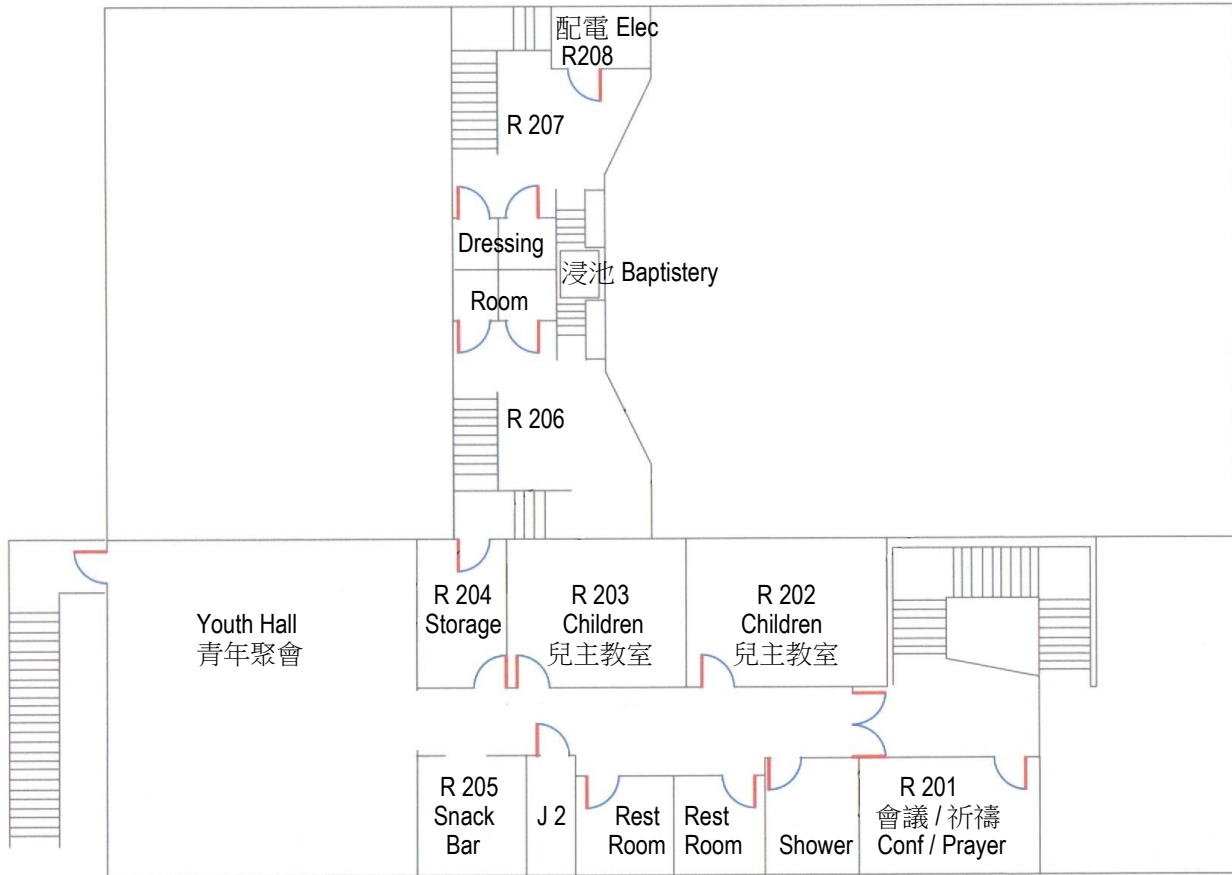 配電 Elec
R208
R 207
Dressing
浸池 Baptistery
Room
R 206
R 204
Storage
R 203
Children
兒主教室
R 202
Children
兒主教室
Youth Hall
青年聚會
R 205
Snack
Bar
J 2
Rest
Room
Rest
Room
Shower
R 201
會議 / 祈禱
Conf / Prayer